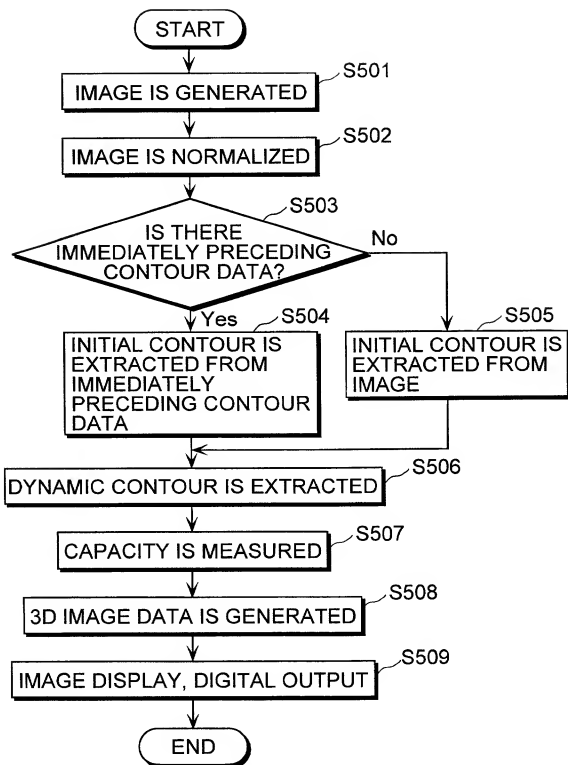 START
S501
IMAGE IS GENERATED
S502
IMAGE IS NORMALIZED
S503
IS THERE
IMMEDIATELY PRECEDING
CONTOUR DATA?
No
Yes
S504
INITIAL CONTOUR IS
EXTRACTED FROM
IMMEDIATELY
PRECEDING CONTOUR
DATA
S505
INITIAL CONTOUR IS
EXTRACTED FROM
IMAGE
S506
DYNAMIC CONTOUR IS EXTRACTED
S507
CAPACITY IS MEASURED
S508
3D IMAGE DATA IS GENERATED
S509
IMAGE DISPLAY, DIGITAL OUTPUT
END